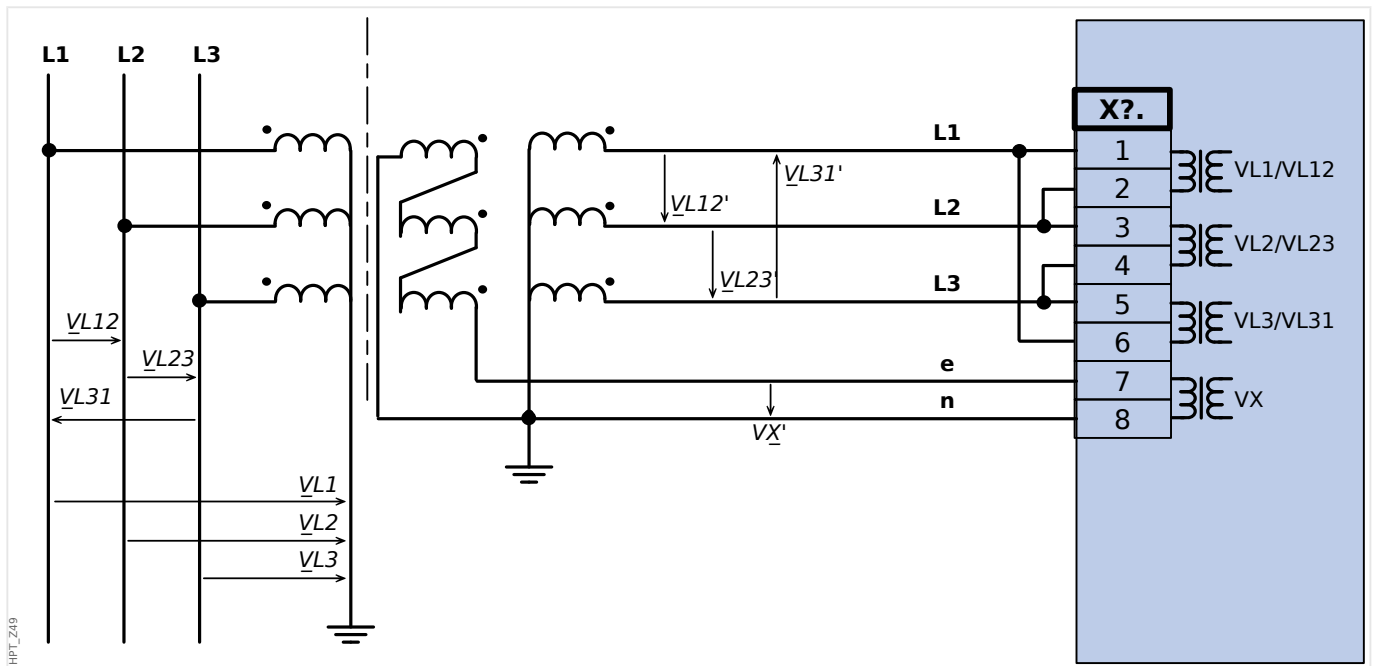 L1 L2 L3
X?.
L1
1
VL31'
VL1/VL12
2
VL12'
L2
3
VL2/VL23
4
VL23'
L3
5
VL12
VL3/VL31
6
VL23
e
7
VL31
VX
n
8
VX'
VL1
VL2
VL3
HPT_Z49